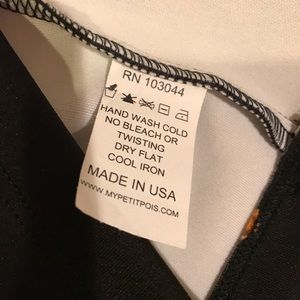 RN 103044
HAND WASH COLD
NO BLEACH OR
TWISTING
DRY FLAT
COOL IRON
MADE IN USA
WWW.MYPETITPOIS.COM